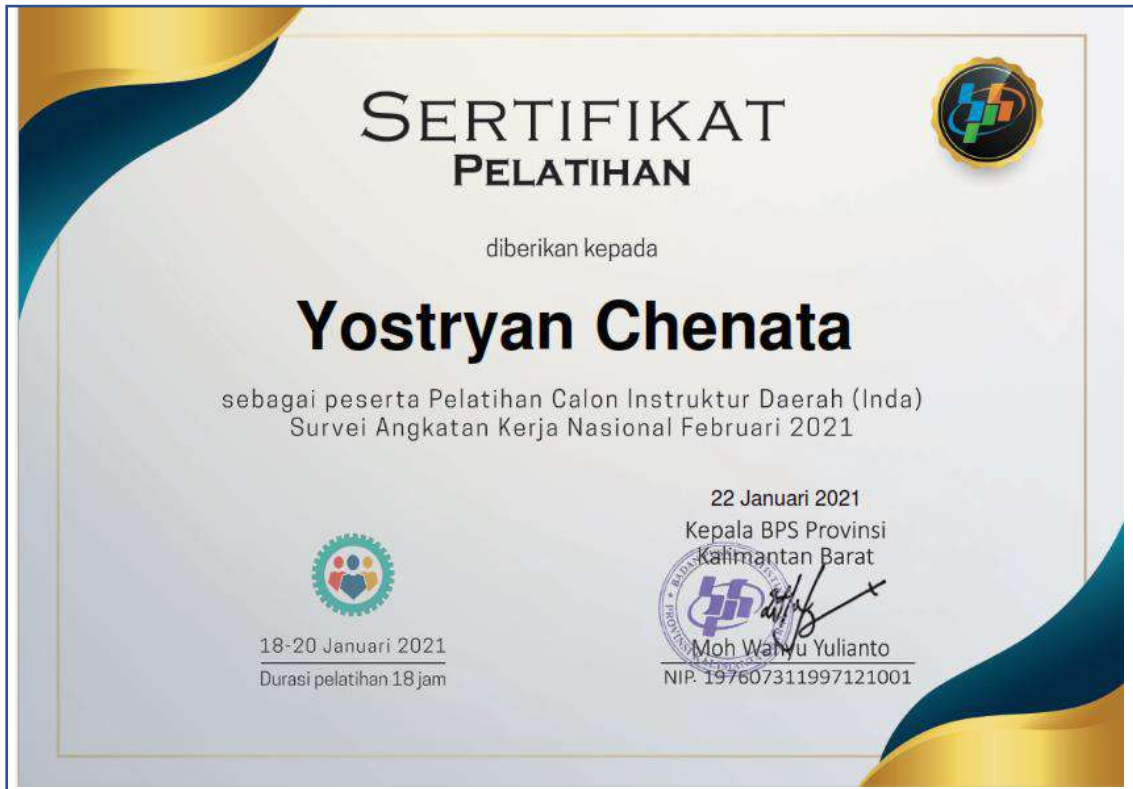 SERTIFIKAT
PELATIHAN
diberikan kepada
Yostryan Chenata
sebagai peserta Pelatihan Calon Instruktur Daerah (Inda)
Survei Angkatan Kerja Nasional Februari 2021
22 Januari 2021
Kepala BPS Provinsi
Kalimantan Barat
Moh Wahyu Yulianto
NIP. 197607311997121001
18-20 Januari 2021
Durasi pelatihan 18 jam